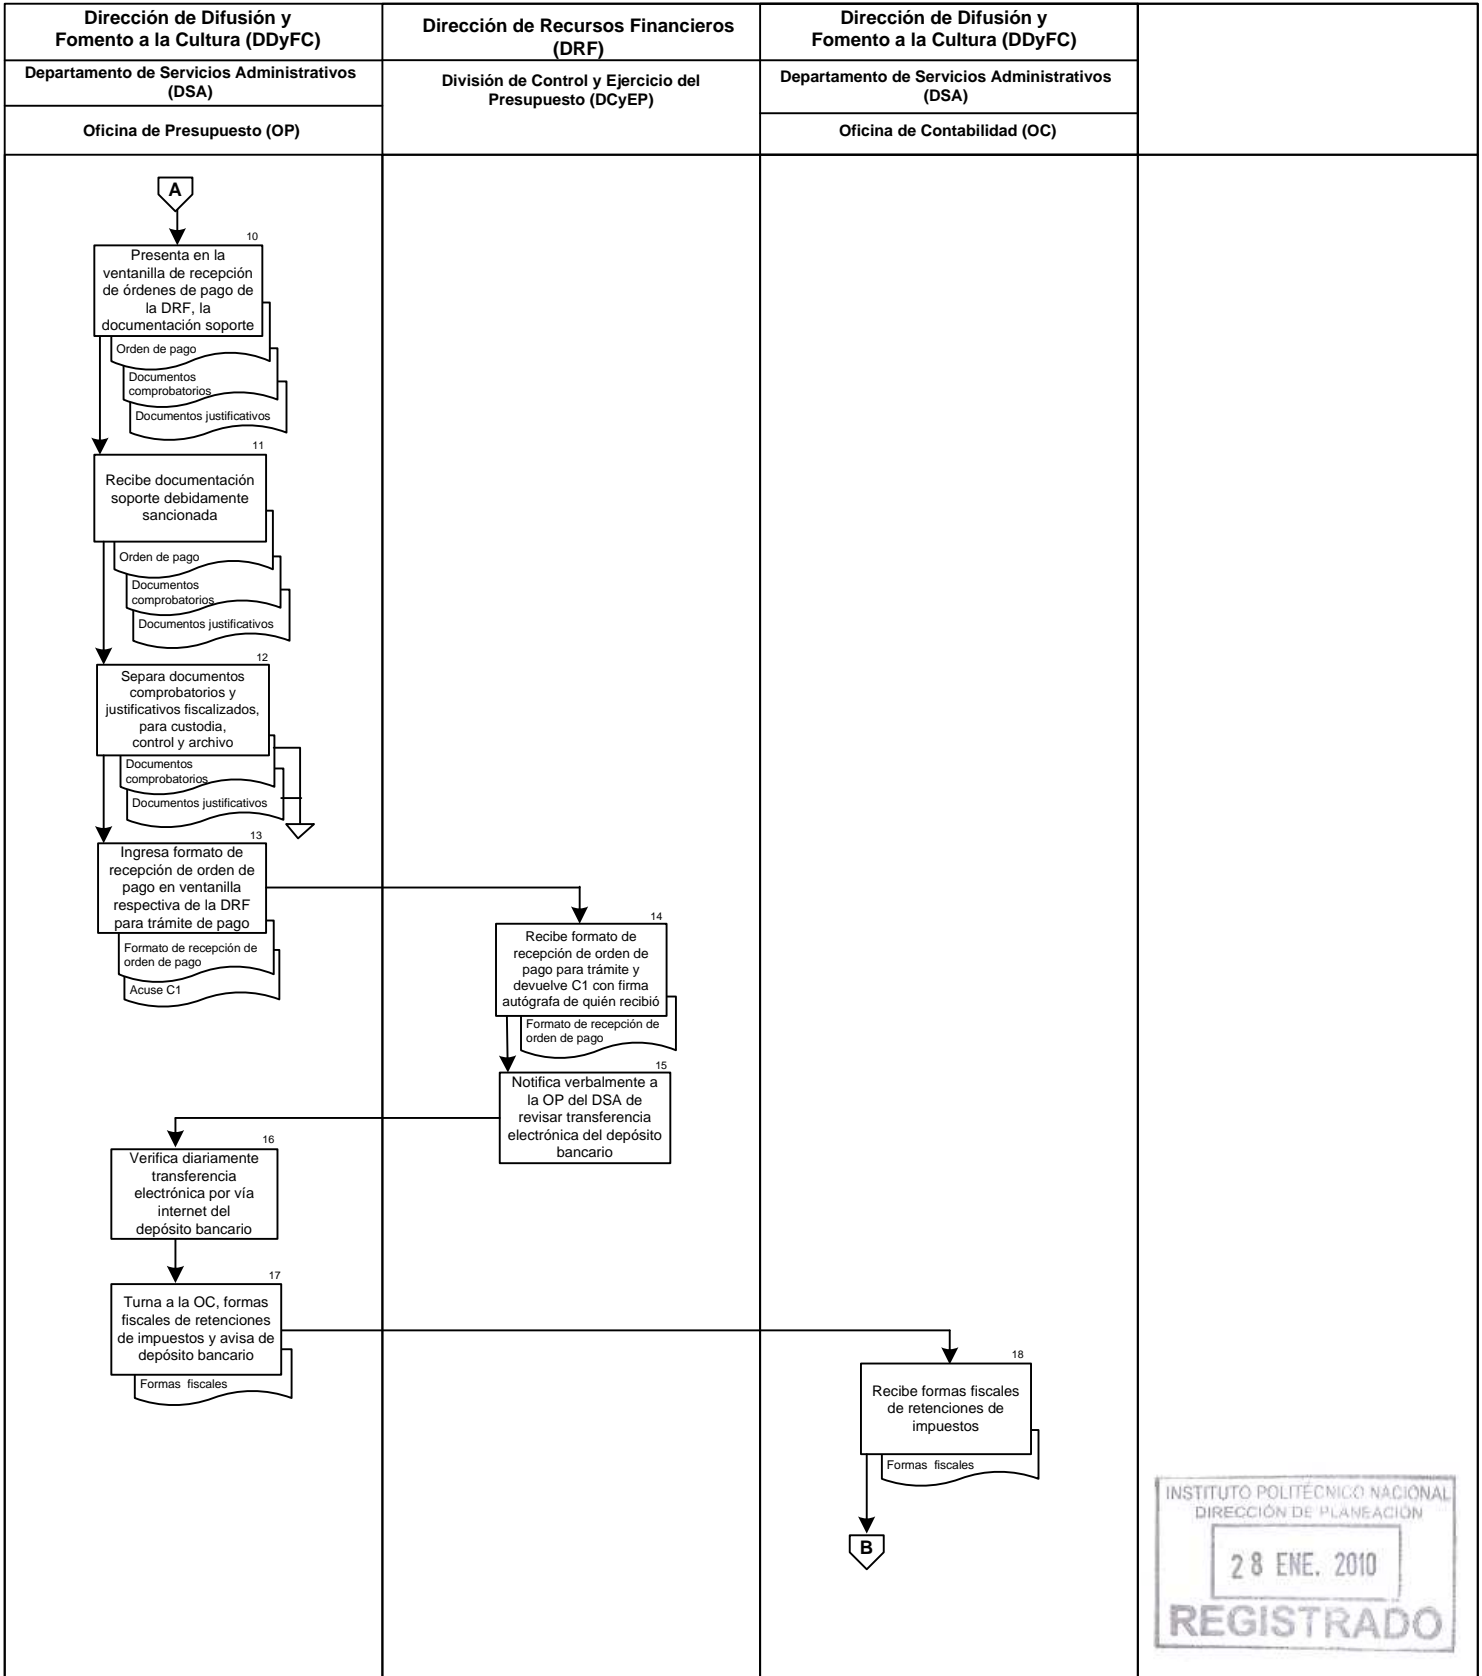 Dirección de Difusión y
Fomento a la Cultura (DDyFC)
Departamento de Servicios Administrativos
(DSA)
Oficina de Presupuesto (OP)
Dirección de Recursos Financieros
(DRF)
División de Control y Ejercicio del
Presupuesto (DCyEP)
Dirección de Difusión y
Fomento a la Cultura (DDyFC)
Departamento de Servicios Administrativos
(DSA)
Oficina de Contabilidad (OC)
A
10
Presenta en la
ventanilla de recepción
de órdenes de pago de
la DRF, la
documentación soporte
Orden de pago
Documentos
comprobatorios
Documentos justificativos
11
Recibe documentación
soporte debidamente
sancionada
Orden de pago
Documentos
comprobatorios
Documentos justificativos
12
Separa documentos
comprobatorios y
justificativos fiscalizados,
para custodia,
control y archivo
Documentos
comprobatorios
Documentos justificativos
13
Ingresa formato de
recepción de orden de
pago en ventanilla
respectiva de la DRF
para trámite de pago
Formato de recepción de
orden de pago
Acuse C1
14
Recibe formato de
recepción de orden de
pago para trámite y
devuelve C1 con firma
autógrafa de quién recibió
Formato de recepción de
orden de pago
15
Notifica verbalmente a
la OP del DSA de
revisar transferencia
electrónica del depósito
bancario
16
Verifica diariamente
transferencia
electrónica por vía
internet del
depósito bancario
17
Turna a la OC, formas
fiscales de retenciones
de impuestos y avisa de
depósito bancario
Formas fiscales
18
Recibe formas fiscales
de retenciones de
impuestos
Formas fiscales
B
INSTITUTO POLITÉCNICO NACIONAL
DIRECCIÓN DE PLANEACIÓN
28 ENE. 2010
REGISTRADO